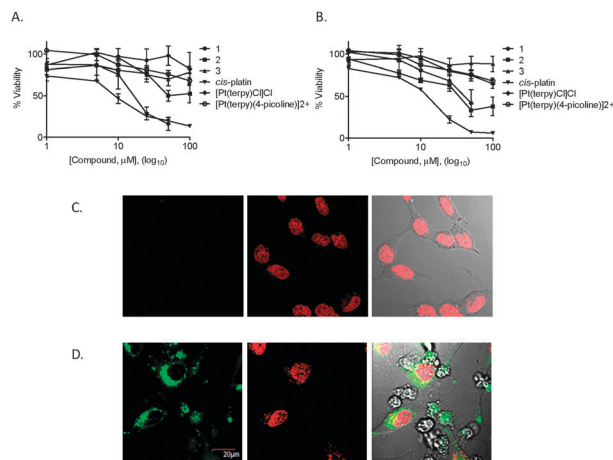 A.
B.
100
50
0
% Viability
1
10
100
[Compound, μM], (log10)
1
2
3
cis-platin
[Pt(terpy)Cl]Cl
[Pt(terpy)(4-picoline)]2+
100
50
0
% Viability
1
10
100
[Compound, μM], (log10)
1
2
3
cis-platin
[Pt(terpy)Cl]Cl
[Pt(terpy)(4-picoline)]2+
C.
D.
20μm